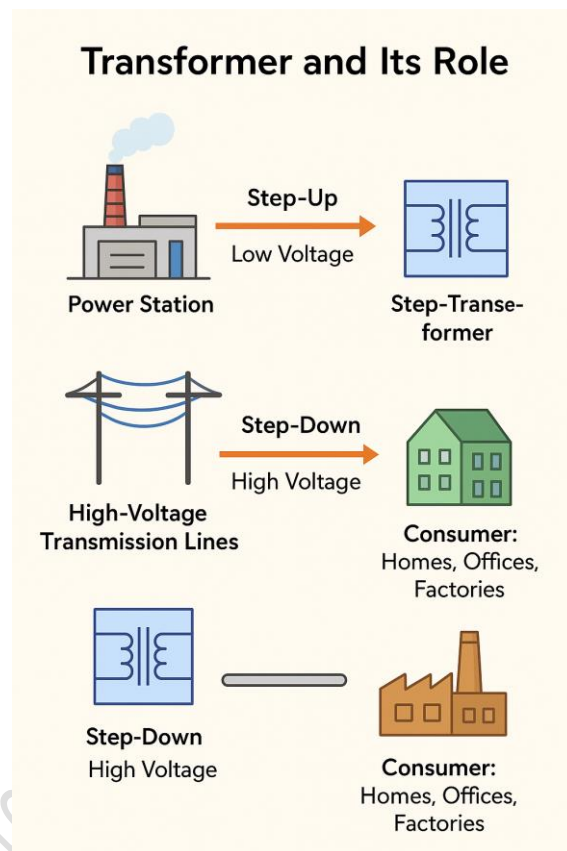 Transformer and Its Role
Step-Up
Low Voltage
Power Station
Step-Transe-
former
Step-Down
High Voltage
High-Voltage
Transmission Lines
Consumer:
Homes, Offices,
Factories
Step-Down
High Voltage
Consumer:
Homes, Offices,
Factories